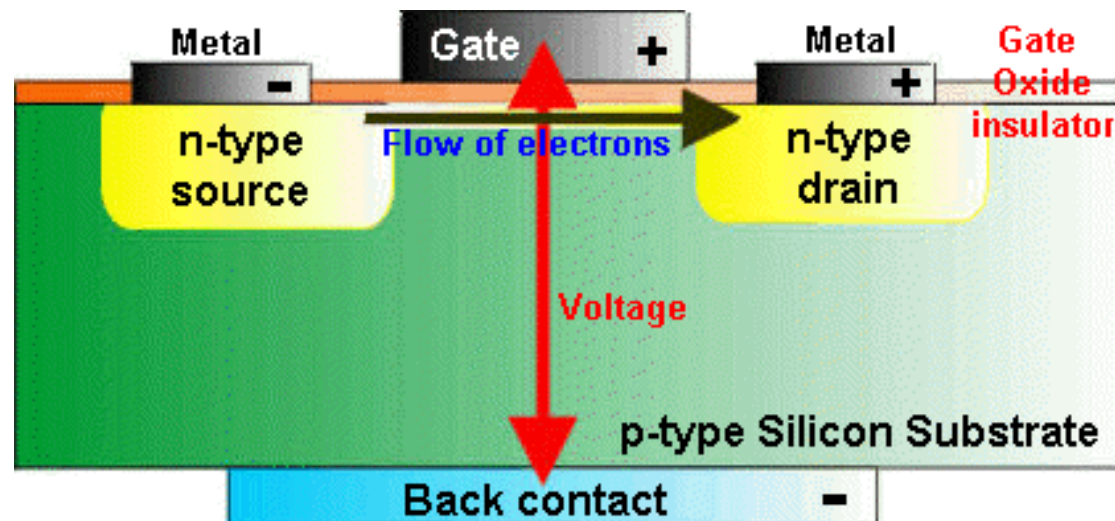 Metal
-
Gate +
Metal
+
Gate
Oxide
insulator
n-type
source
Flow of electrons
n-type
drain
Voltage
p-type Silicon Substrate
Back contact -